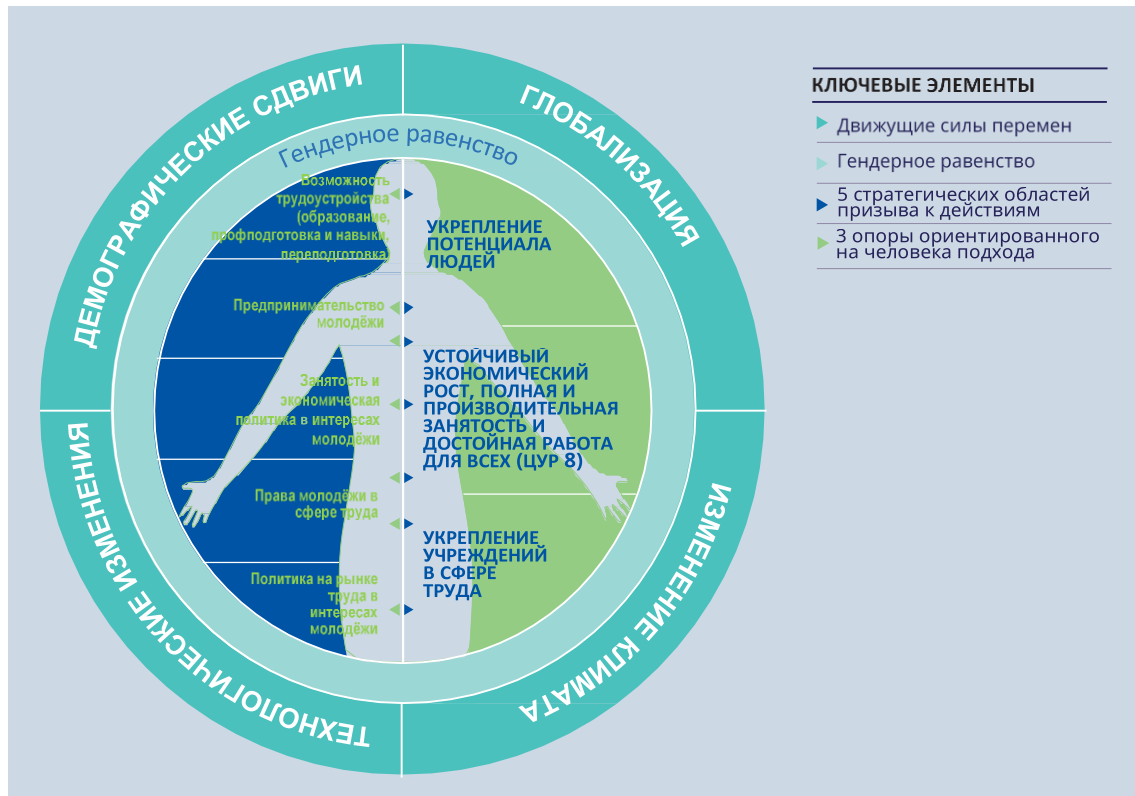 ДЕМОГРАФИЧЕСКИЕ СДВИГИ
ГЛОБАЛИЗАЦИЯ
ИЗМЕНЕНИЕ КЛИМАТА
ТЕХНОЛОГИЧЕСКИЕ ИЗМЕНЕНИЯ
Гендерное равенство
Возможность
трудоустройства
(образование,
профподготовка и навыки,
переподготовка)
Предпринимательство
молодёжи
Занятость и
экономическая
политика в интересах
молодёжи
Права молодёжи в
сфере труда
Политика на рынке
труда в
интересах
молодёжи
УКРЕПЛЕНИЕ
ПОТЕНЦИАЛА
ЛЮДЕЙ
УСТОЙЧИВЫЙ
ЭКОНОМИЧЕСКИЙ
РОСТ, ПОЛНАЯ И
ПРОИЗВОДИТЕЛЬНАЯ
ЗАНЯТОСТЬ И
ДОСТОЙНАЯ РАБОТА
ДЛЯ ВСЕХ (ЦУР 8)
УКРЕПЛЕНИЕ
УЧРЕЖДЕНИЙ
В СФЕРЕ
ТРУДА
КЛЮЧЕВЫЕ ЭЛЕМЕНТЫ
Движущие силы перемен
Гендерное равенство
5 стратегических областей
призыва к действиям
3 опоры ориентированного
на человека подхода